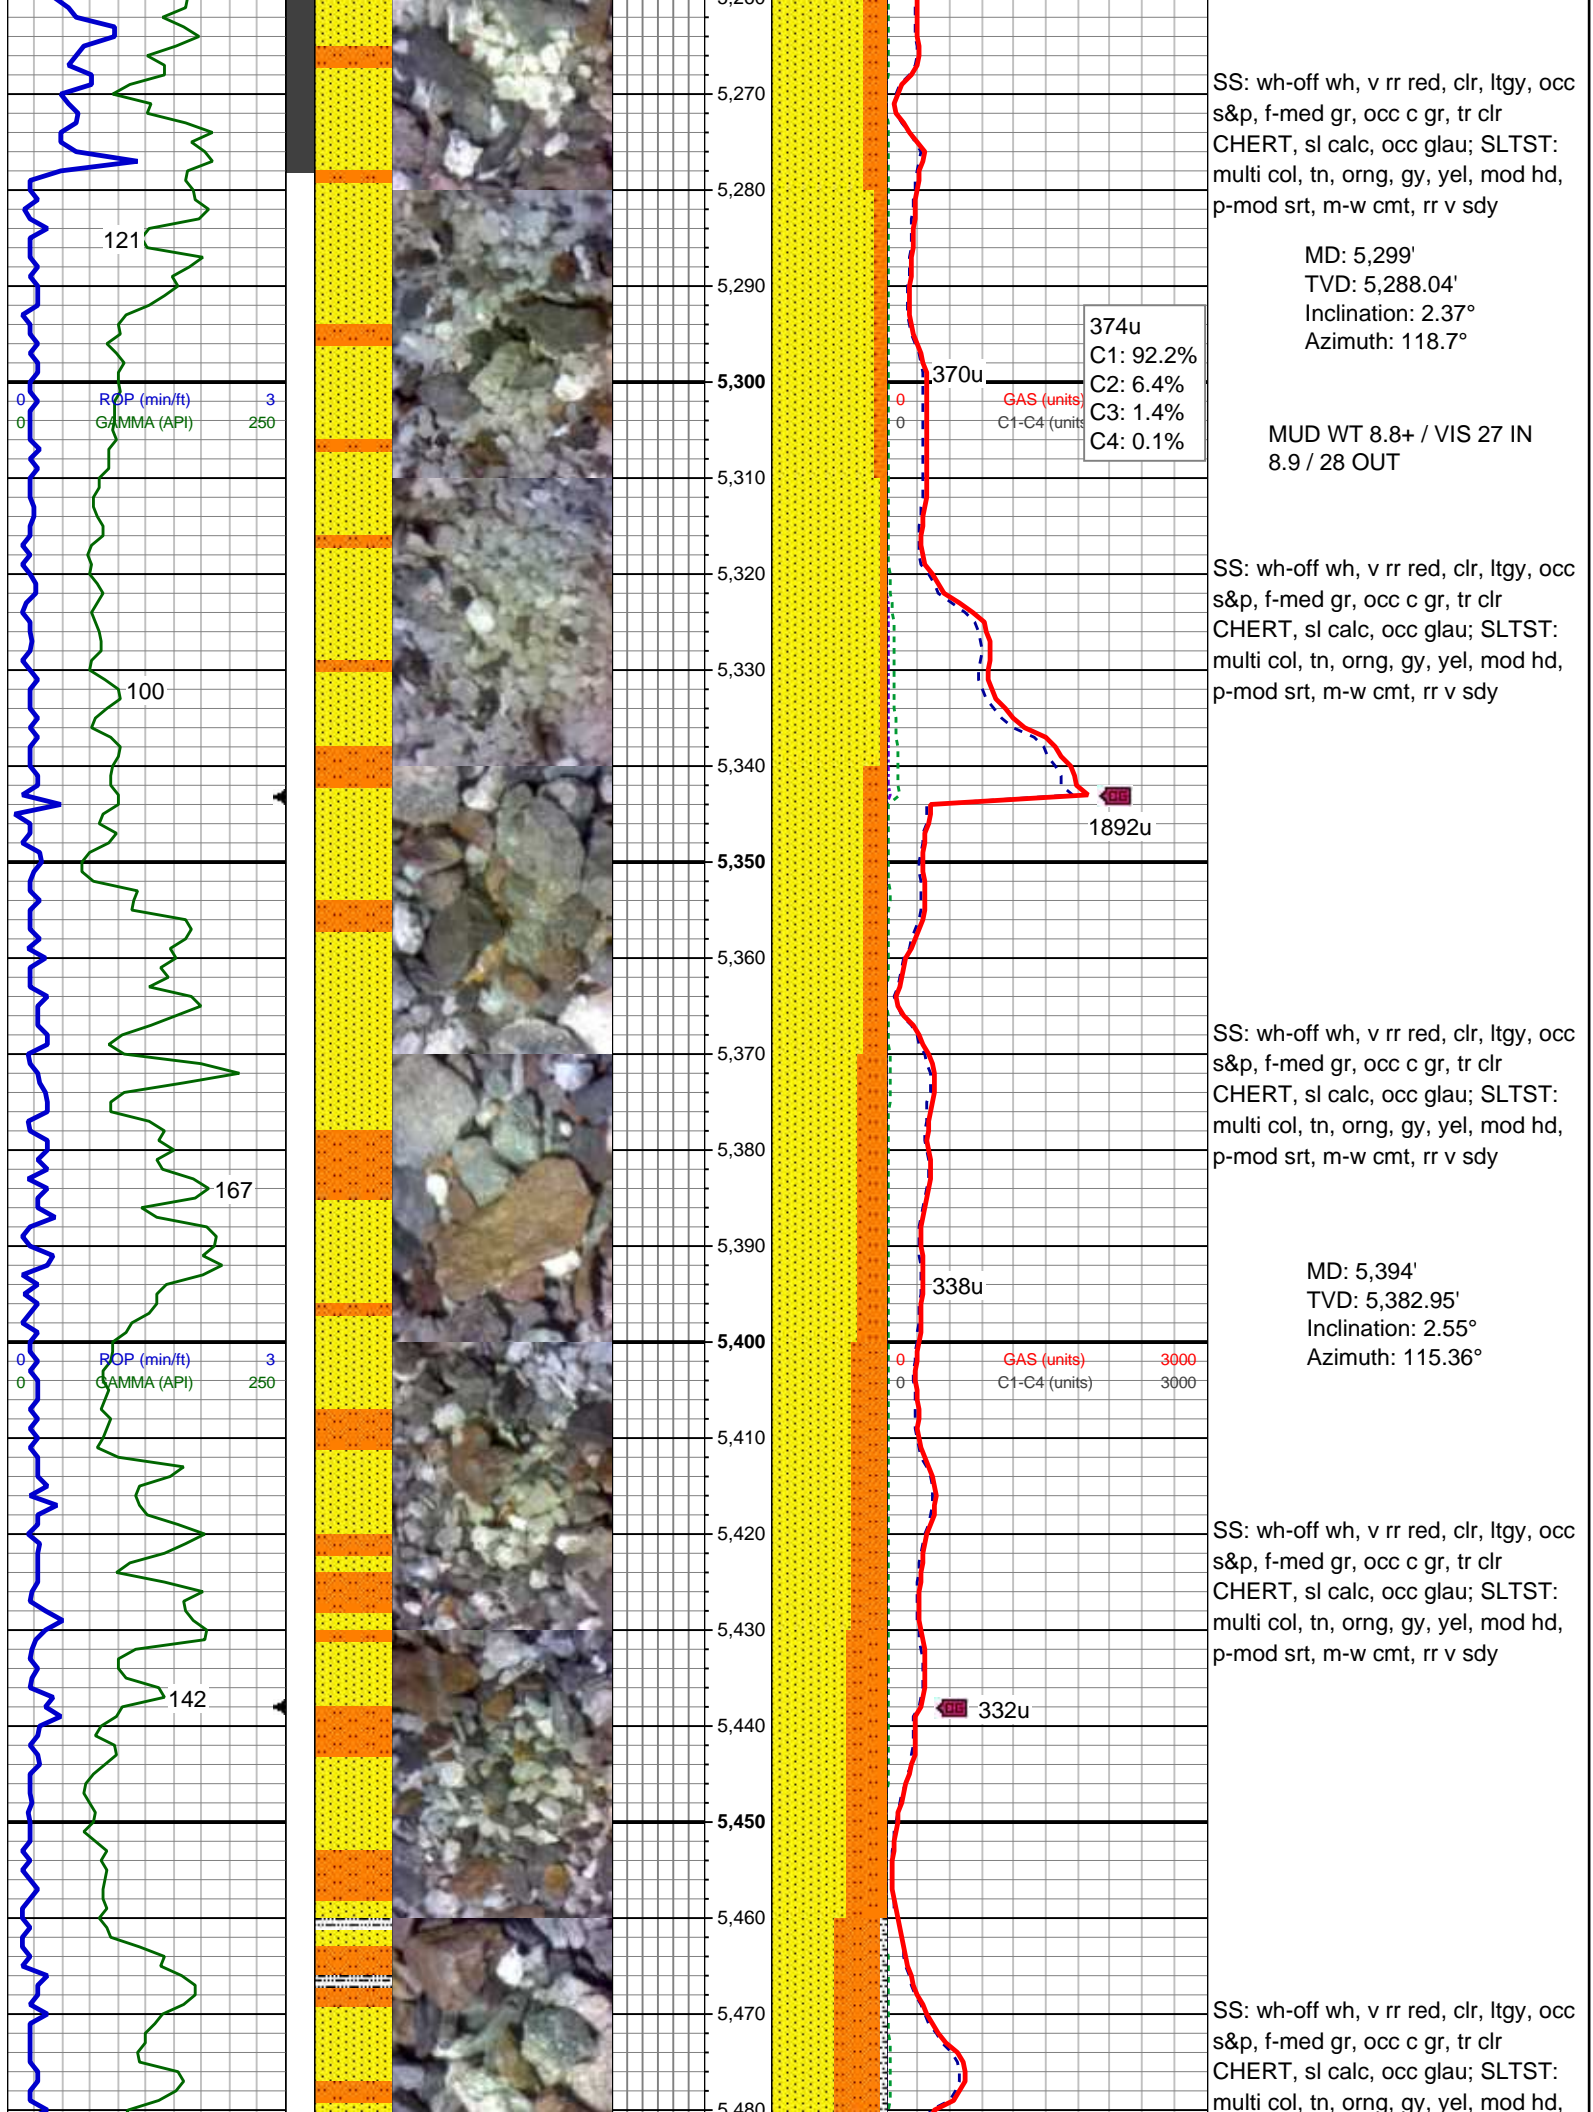 5,270
5,280
5,290
5,300
5,310
5,320
5,330
5,340
5,350
5,360
5,370
5,380
5,390
5,400
5,410
5,420
5,430
5,440
5,450
5,460
5,470
5,480
121
0 ROP (min/ft) 3
0 GAMMA (API) 250
100
167
0 ROP (min/ft) 3
0 GAMMA (API) 250
142
374u
C1: 92.2%
C2: 6.4%
C3: 1.4%
C4: 0.1%
370u
0 GAS (units)
0 C1-C4 (units
CG
1892u
338u
0 GAS (units) 3000
0 C1-C4 (units) 3000
CG 332u
SS: wh-off wh, v rr red, clr, ltgy, occ
s&p, f-med gr, occ c gr, tr clr
CHERT, sl calc, occ glau; SLTST:
multi col, tn, orng, gy, yel, mod hd,
p-mod srt, m-w cmt, rr v sdy
MD: 5,299'
TVD: 5,288.04'
Inclination: 2.37°
Azimuth: 118.7°
MUD WT 8.8+ / VIS 27 IN
8.9 / 28 OUT
SS: wh-off wh, v rr red, clr, ltgy, occ
s&p, f-med gr, occ c gr, tr clr
CHERT, sl calc, occ glau; SLTST:
multi col, tn, orng, gy, yel, mod hd,
p-mod srt, m-w cmt, rr v sdy
SS: wh-off wh, v rr red, clr, ltgy, occ
s&p, f-med gr, occ c gr, tr clr
CHERT, sl calc, occ glau; SLTST:
multi col, tn, orng, gy, yel, mod hd,
p-mod srt, m-w cmt, rr v sdy
MD: 5,394'
TVD: 5,382.95'
Inclination: 2.55°
Azimuth: 115.36°
SS: wh-off wh, v rr red, clr, ltgy, occ
s&p, f-med gr, occ c gr, tr clr
CHERT, sl calc, occ glau; SLTST:
multi col, tn, orng, gy, yel, mod hd,
p-mod srt, m-w cmt, rr v sdy
SS: wh-off wh, v rr red, clr, ltgy, occ
s&p, f-med gr, occ c gr, tr clr
CHERT, sl calc, occ glau; SLTST:
multi col, tn, orng, gy, yel, mod hd,